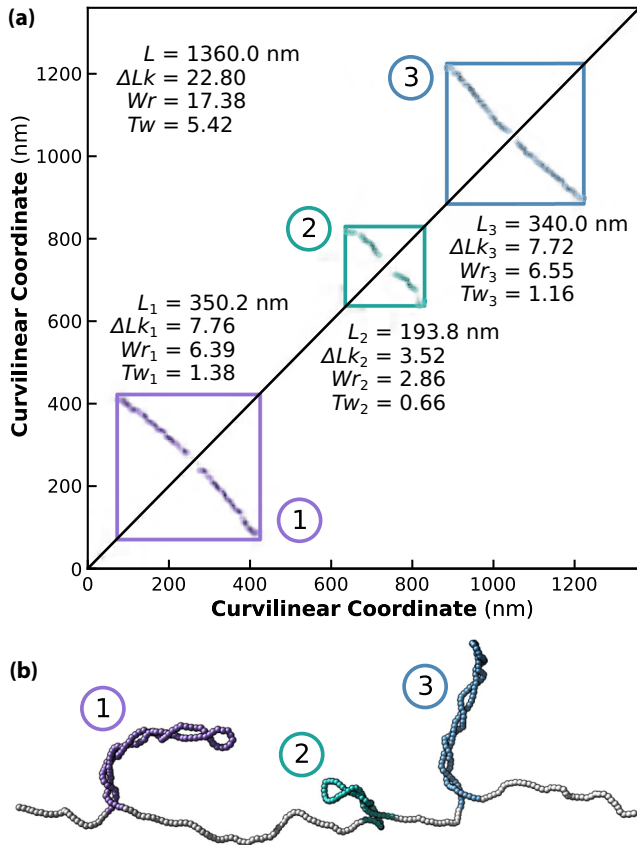 (a)
L = 1360.0 nm
ΔLk = 22.80
Wr = 17.38
Tw = 5.42
3
2
L₃ = 340.0 nm
ΔLk₃ = 7.72
Wr₃ = 6.55
Tw₃ = 1.16
L₁ = 350.2 nm
ΔLk₁ = 7.76
Wr₁ = 6.39
Tw₁ = 1.38
L₂ = 193.8 nm
ΔLk₂ = 3.52
Wr₂ = 2.86
Tw₂ = 0.66
1
1200
1000
800
600
400
200
0
Curvilinear Coordinate (nm)
0 200 400 600 800 1000 1200
Curvilinear Coordinate (nm)
(b)
1
2
3